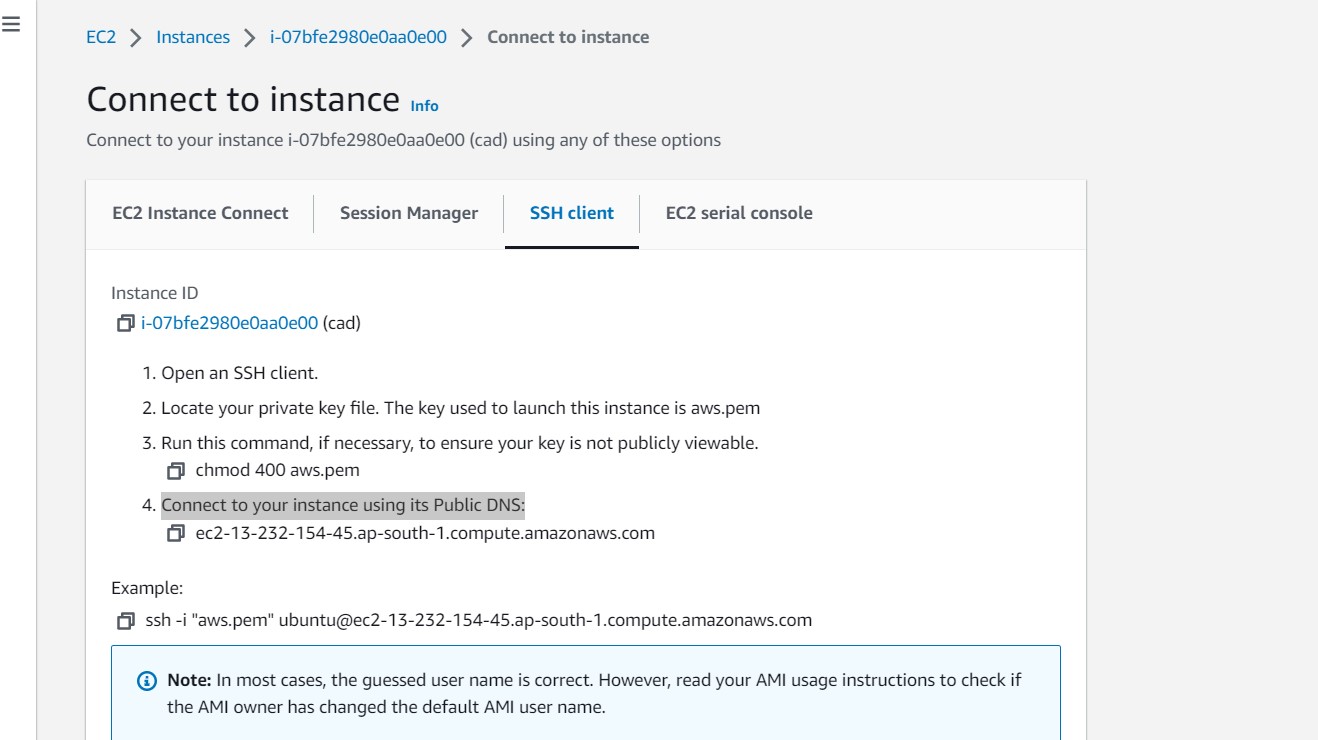 EC2 > Instances > i-07bfe2980e0aa0e00 > Connect to instance
Connect to instance Info
Connect to your instance i-07bfe2980e0aa0e00 (cad) using any of these options
EC2 Instance Connect Session Manager SSH client EC2 serial console
Instance ID
i-07bfe2980e0aa0e00 (cad)
1. Open an SSH client.
2. Locate your private key file. The key used to launch this instance is aws.pem
3. Run this command, if necessary, to ensure your key is not publicly viewable.
chmod 400 aws.pem
4. Connect to your instance using its Public DNS:
ec2-13-232-154-45.ap-south-1.compute.amazonaws.com
Example:
ssh -i "aws.pem" ubuntu@ec2-13-232-154-45.ap-south-1.compute.amazonaws.com
Note: In most cases, the guessed user name is correct. However, read your AMI usage instructions to check if
the AMI owner has changed the default AMI user name.